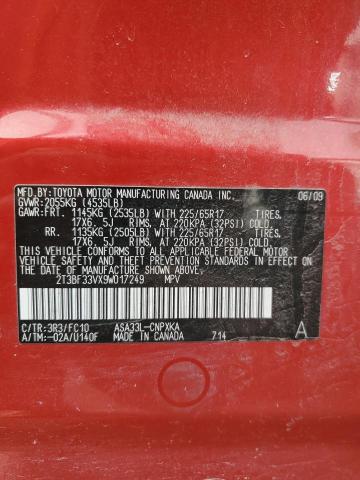 MFD.BY:TOYOTA MOTOR MANUFACTURING CANADA INC. 06/09
GVWR:2055KG (4535LB)
GAWR:FRT. 1145KG (2535LB) WITH 225/65R17 TIRES,
17X6.5J RIMS, AT 220KPA (32PSI) COLD.
RR. 1135KG (2505LB) WITH 225/65R17 TIRES,
17X6.5J RIMS, AT 220KPA (32PSI) COLD.
THIS VEHICLE CONFORMS TO ALL APPLICABLE FEDERAL MOTOR
VEHICLE SAFETY AND STANDARDS IN EFFECT ON
THE DATE OF MANUFACTURE SHOWN ABOVE.
2T3BF33VX9W017249 MPV
C/TR:3R3/FC10 ASA33L-CNPXKA A
A/TM:-02A/U140F MADE IN CANADA 714